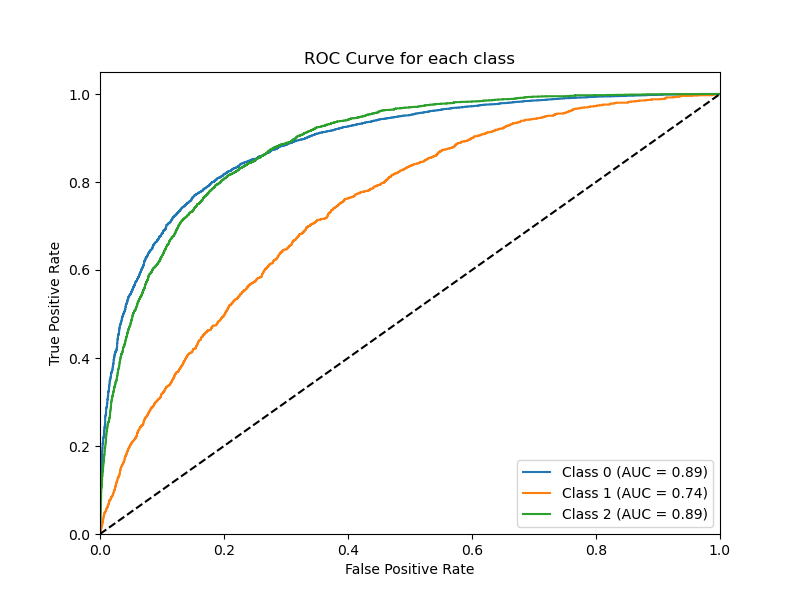 ROC Curve for each class
True Positive Rate
1.0
0.8
0.6
0.4
0.2
0.0
Class 0 (AUC = 0.89)
Class 1 (AUC = 0.74)
Class 2 (AUC = 0.89)
0.0 0.2 0.4 0.6 0.8 1.0
False Positive Rate